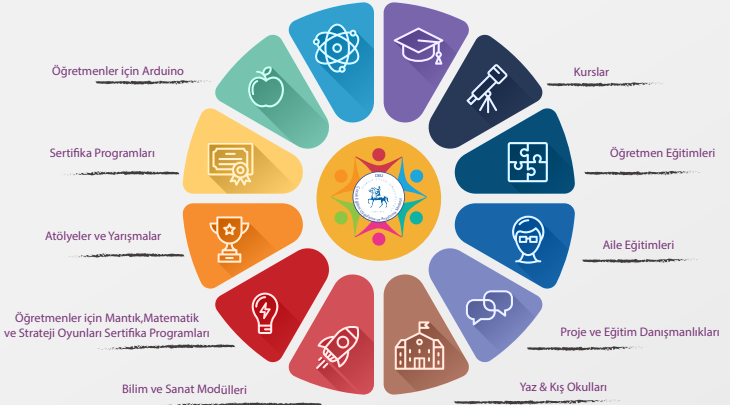 Öğretmenler için Arduino
Kurslar
Sertifika Programları
Öğretmen Eğitimleri
Atölyeler ve Yarışmalar
Aile Eğitimleri
Öğretmenler için Mantık,Matematik
ve Strateji Oyunları Sertifika Programları
Proje ve Eğitim Danışmanlıkları
Bilim ve Sanat Modülleri
Yaz & Kış Okulları